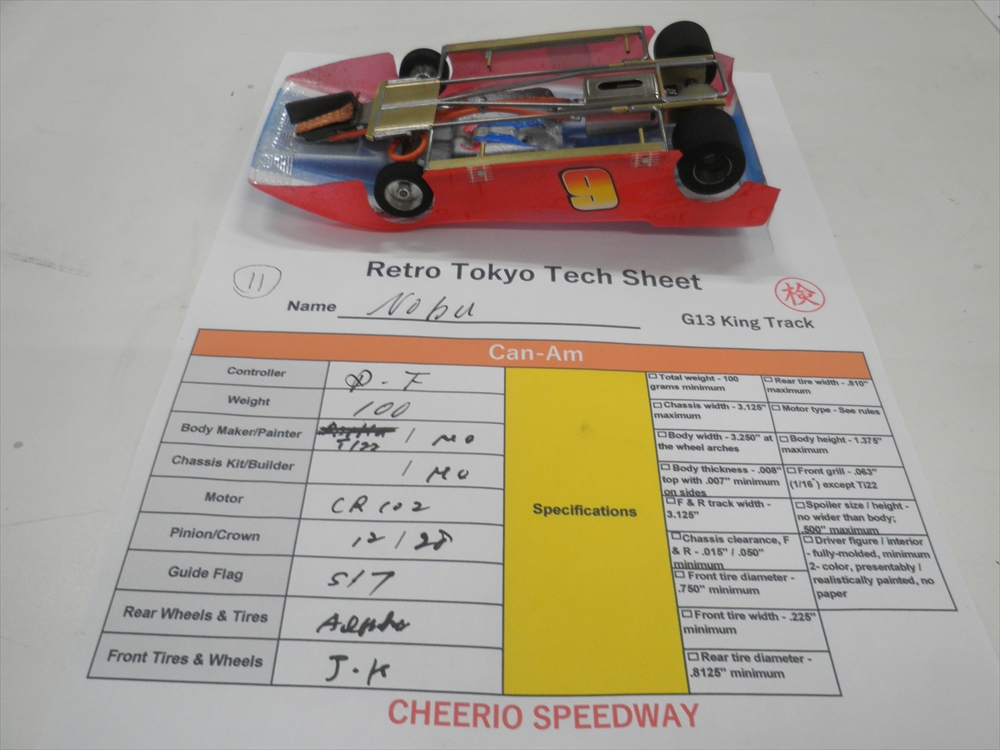 9
Retro Tokyo Tech Sheet
11
検
Name Nobu
G13 King Track
Can-Am
Controller
Weight 100
Body Maker/Painter / MO
Ti22
Chassis Kit/Builder / MO
Motor CR102
Pinion/Crown 12/28
Guide Flag S/7
Rear Wheels & Tires Alpha
Front Tires & Wheels J.K
Specifications
Total weight - 100
grams minimum
Chassis width - 3.125"
maximum
Body width - 3.250" at
the wheel arches
Body thickness - .008"
top with .007" minimum
on sides
F & R track width -
3.125"
Chassis clearance, F
& R - .015" / .050"
minimum
Front tire diameter -
.750" minimum
Front tire width - .225"
minimum
Rear tire diameter -
.8125" minimum
Rear tire width - .810"
maximum
Motor type - See rules
Body height - 1.375"
maximum
Front grill - .063"
(1/16") except Ti22
Spoiler size / height -
no wider than body;
.500" maximum
Driver figure / interior
- fully-molded, minimum
2- color, presentably /
realistically painted, no
paper
CHEERIO SPEEDWAY